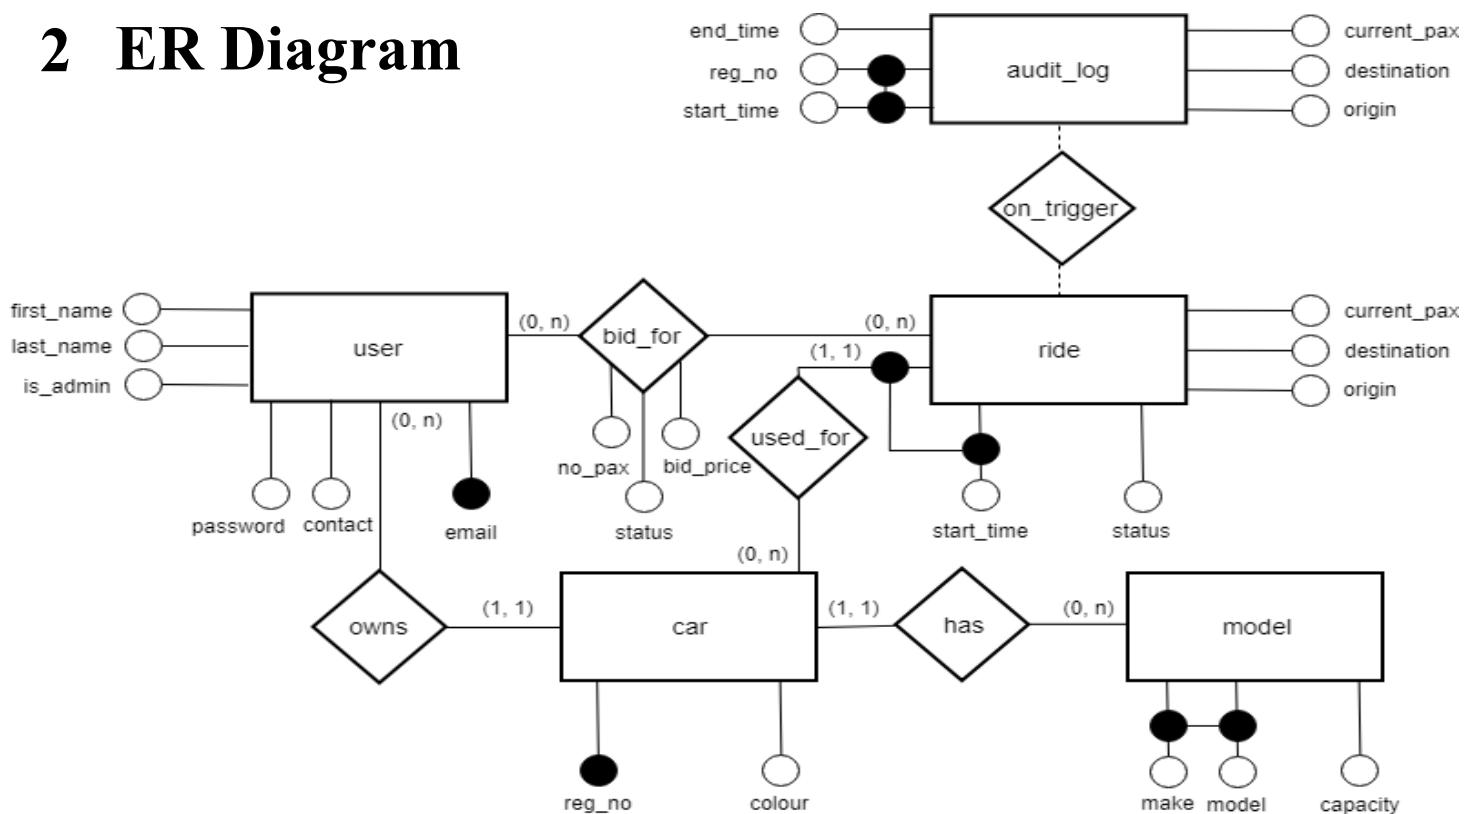 2 ER Diagram
end_time
reg_no
start_time
audit_log
current_pax
destination
origin
on_trigger
first_name
last_name
is_admin
user
(0, n)
bid_for
(0, n)
(1, 1)
ride
current_pax
destination
origin
(0, n)
used_for
no_pax
bid_price
password
contact
email
status
start_time
status
(0, n)
owns
(1, 1)
car
(1, 1)
has
(0, n)
model
reg_no
colour
make
model
capacity